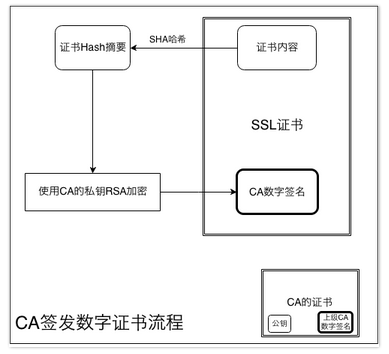 证书Hash摘要
SHA哈希
证书内容
SSL证书
使用CA的私钥RSA加密
CA数字签名
CA的证书
公钥
上级CA
数字签名
CA签发数字证书流程